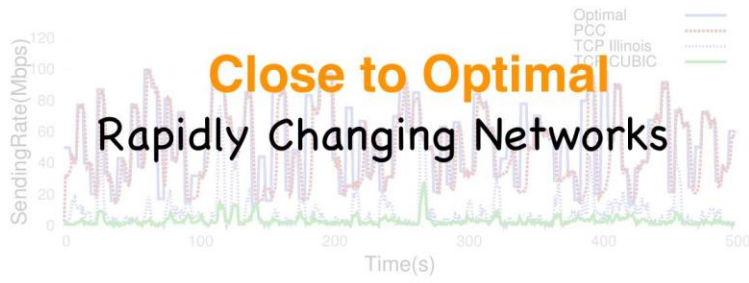 Optimal
PCC
TCP Illinois
TCP CUBIC
Close to Optimal
Rapidly Changing Networks
SendingRate(Mbps)
120
100
80
60
40
20
0
0 100 200 300 400 500
Time(s)